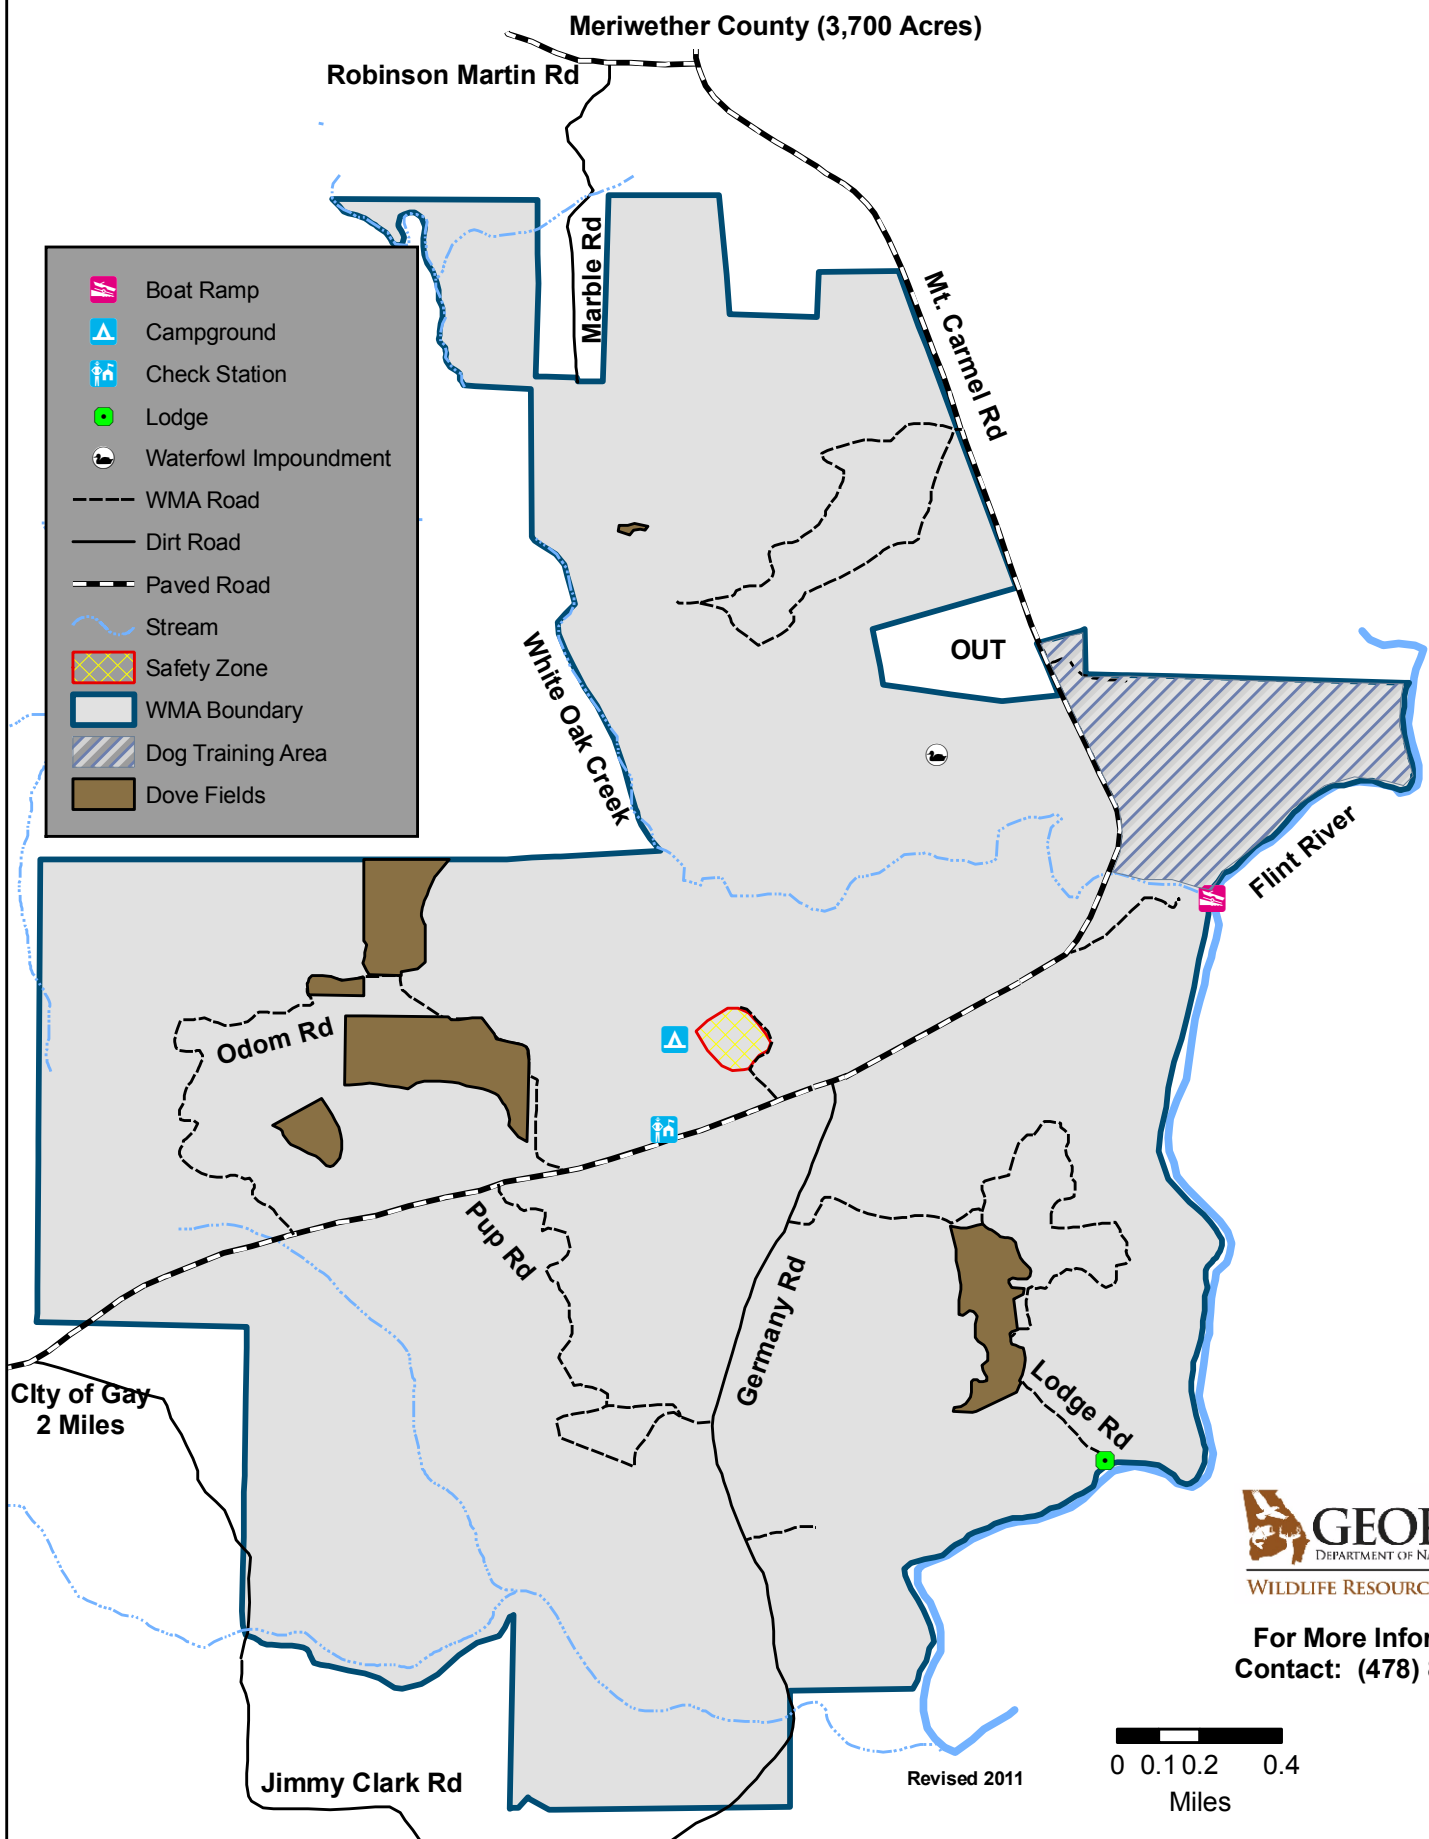 Meriwether County (3,700 Acres)
Robinson Martin Rd
Marble Rd
Mt. Carmel Rd
Boat Ramp
Campground
Check Station
Lodge
Waterfowl Impoundment
WMA Road
Dirt Road
Paved Road
Stream
Safety Zone
WMA Boundary
Dog Training Area
Dove Fields
White Oak Creek
OUT
Flint River
Odom Rd
Pup Rd
Germany Rd
Lodge Rd
CIty of Gay
2 Miles
DEPARTMENT OF
WILDLIFE
For More
Contact: (478)
Jimmy Clark Rd
Revised 2011
0 0.1 0.2 0.4
Miles